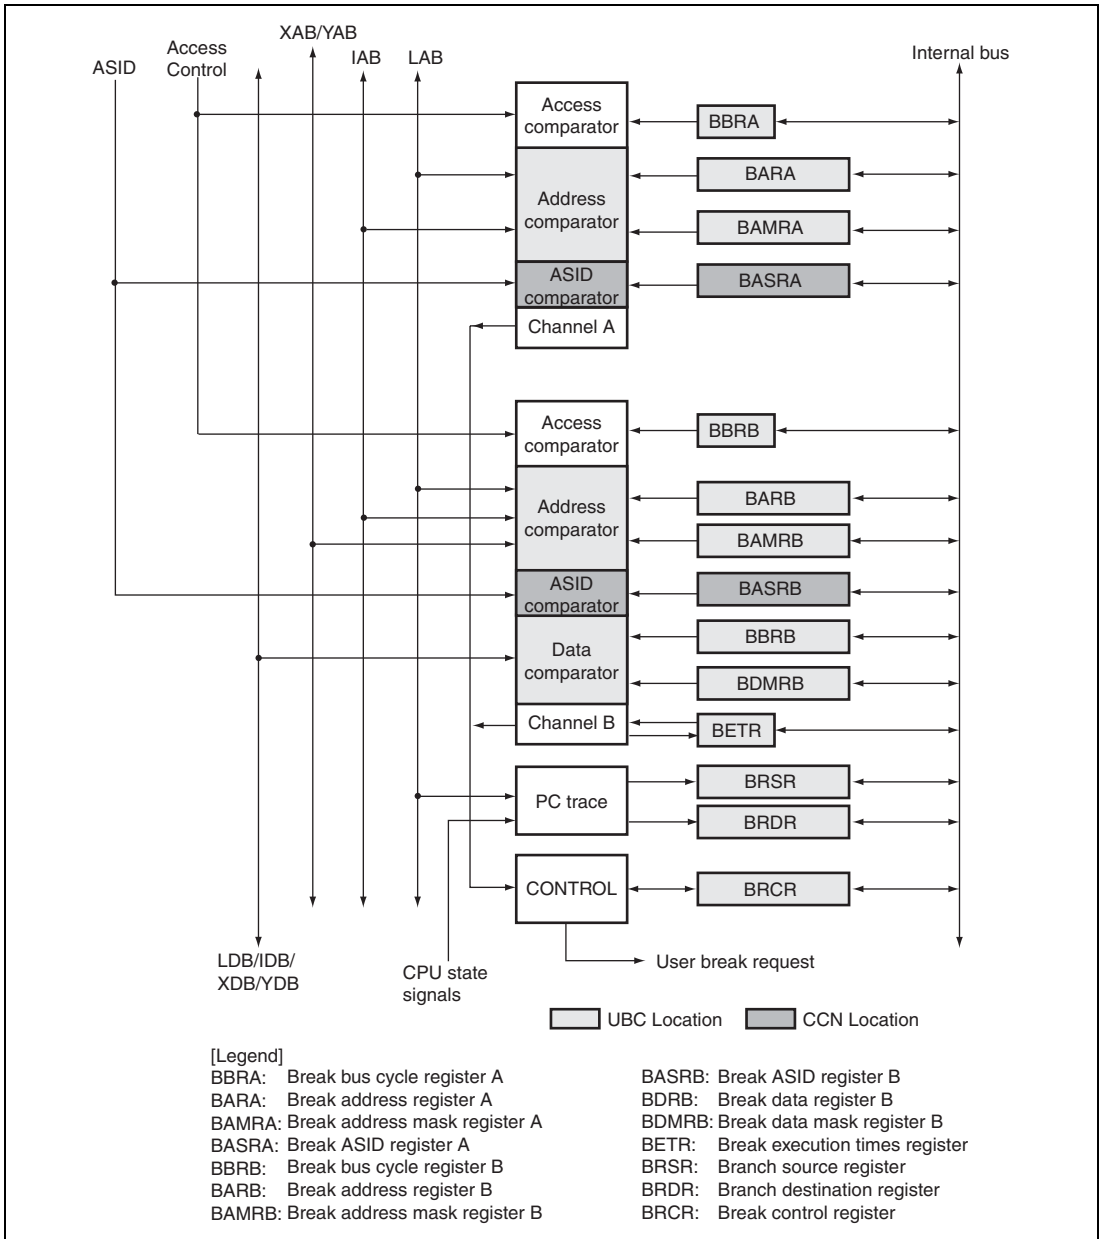 XAB/YAB
Access
Control
IAB
LAB
ASID
Internal bus
Access
comparator
BBRA
Address
comparator
BARA
BAMRA
ASID
comparator
BASRA
Channel A
Access
comparator
BBRB
Address
comparator
BARB
BAMRB
ASID
comparator
BASRB
Data
comparator
BBRB
BDMRB
Channel B
BETR
PC trace
BRSR
BRDR
CONTROL
BRCR
LDB/IDB/
XDB/YDB
CPU state
signals
User break request
UBC Location
CCN Location
[Legend]
BBRA: Break bus cycle register A
BARA: Break address register A
BAMRA: Break address mask register A
BASRA: Break ASID register A
BBRB: Break bus cycle register B
BARB: Break address register B
BAMRB: Break address mask register B
BASRB: Break ASID register B
BDRB: Break data register B
BDMRB: Break data mask register B
BETR: Break execution times register
BRSR: Branch source register
BRDR: Branch destination register
BRCR: Break control register